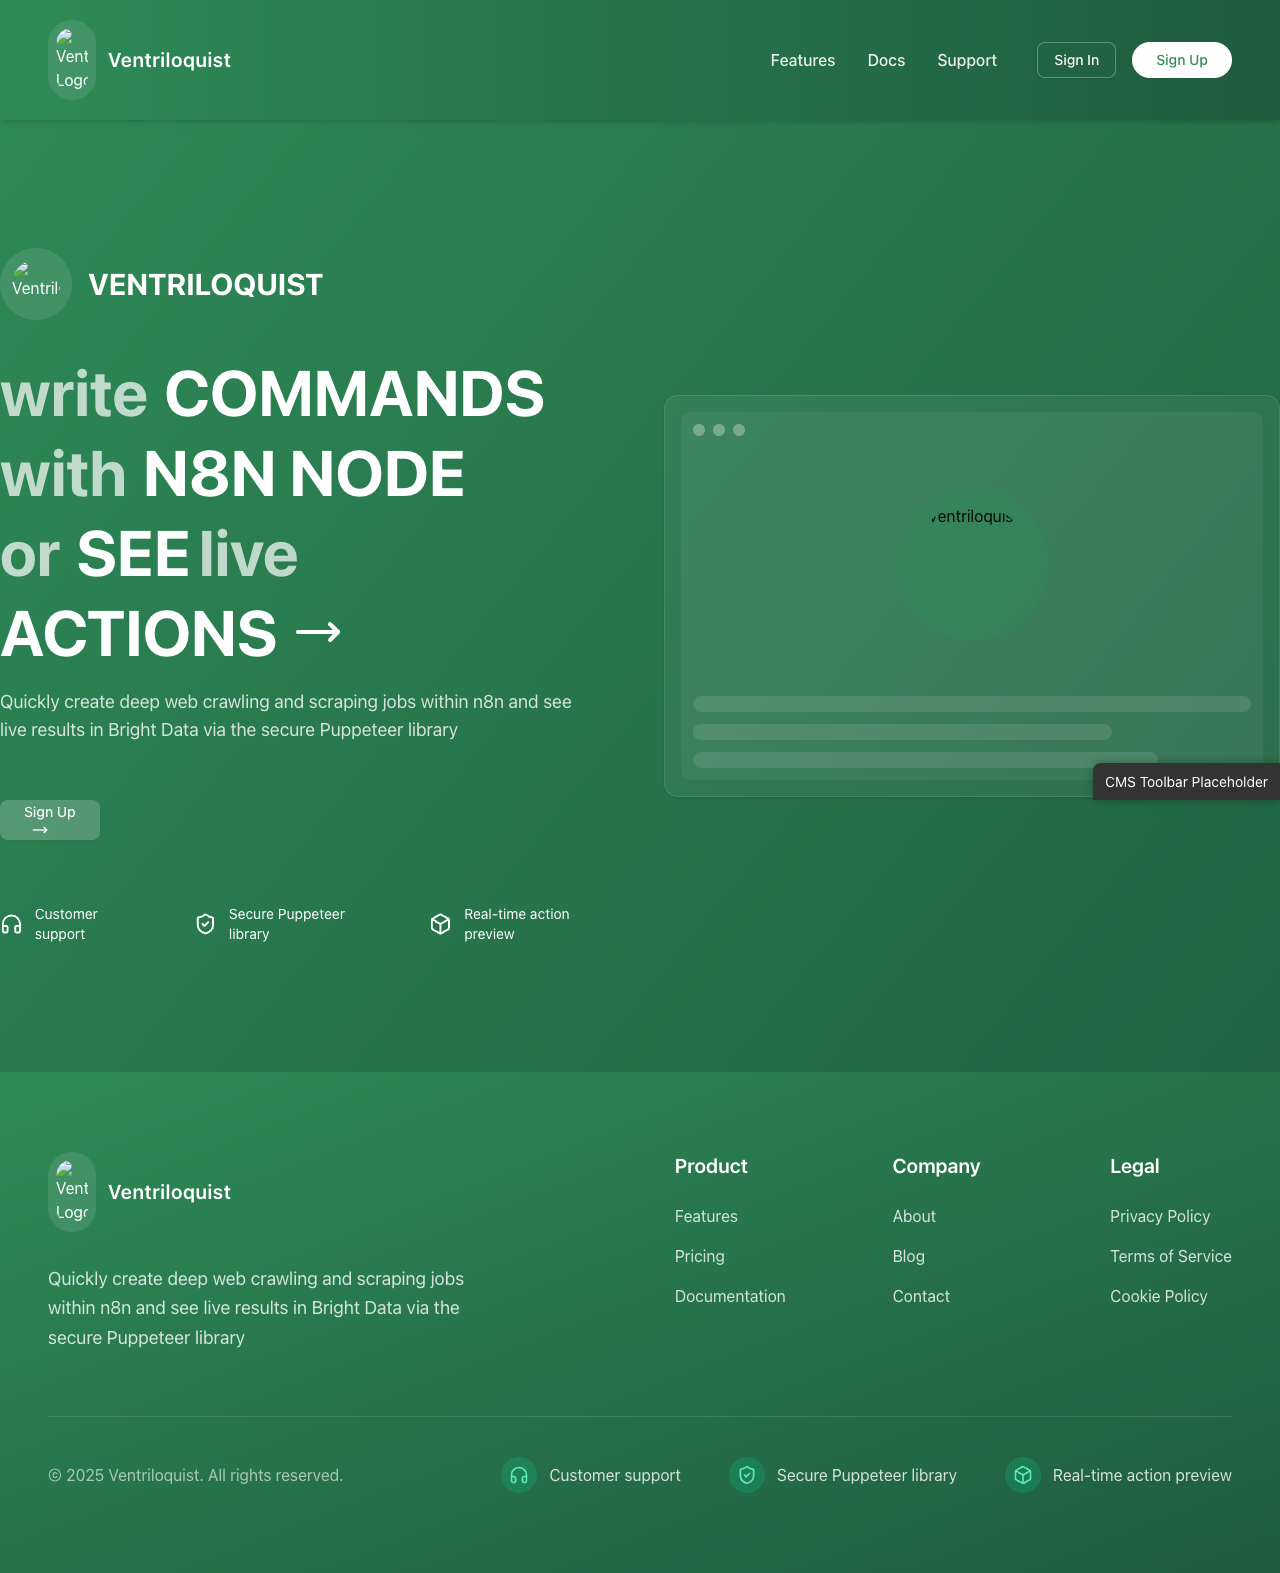 Vent
Logo
Ventriloquist
Features
Docs
Support
Sign In
Sign Up
Ventril
VENTRILOQUIST
write COMMANDS
with N8N NODE
or SEE live
ACTIONS →
Quickly create deep web crawling and scraping jobs within n8n and see
live results in Bright Data via the secure Puppeteer library
Sign Up
→
Customer
support
Secure Puppeteer
library
Real-time action
preview
Ventriloquis
CMS Toolbar Placeholder
Vent
Logo
Ventriloquist
Quickly create deep web crawling and scraping jobs
within n8n and see live results in Bright Data via the
secure Puppeteer library
Product
Features
Pricing
Documentation
Company
About
Blog
Contact
Legal
Privacy Policy
Terms of Service
Cookie Policy
© 2025 Ventriloquist. All rights reserved.
Customer support
Secure Puppeteer library
Real-time action preview